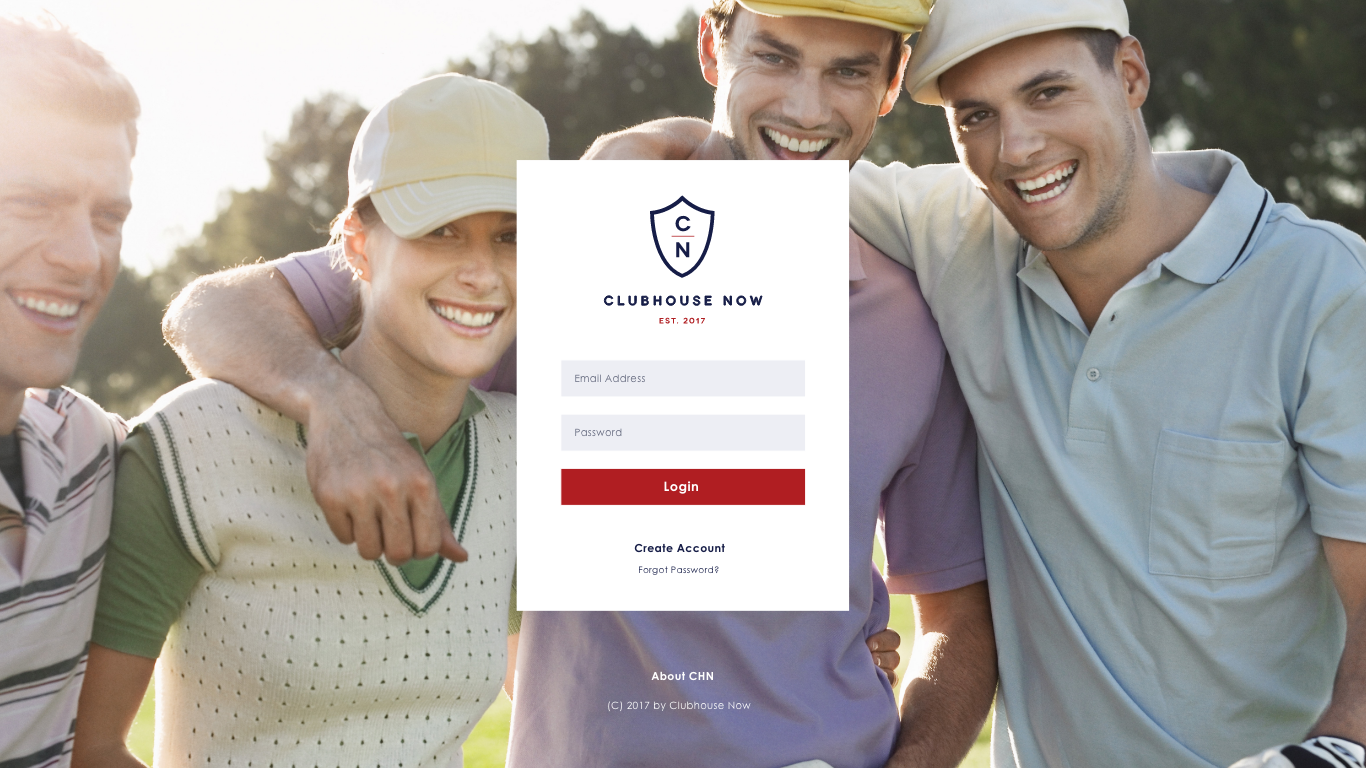 C
N
CLUBHOUSE NOW
EST. 2017
Email Address
Password
Login
Create Account
Forgot Password?
About CHN
(C) 2017 by Clubhouse Now